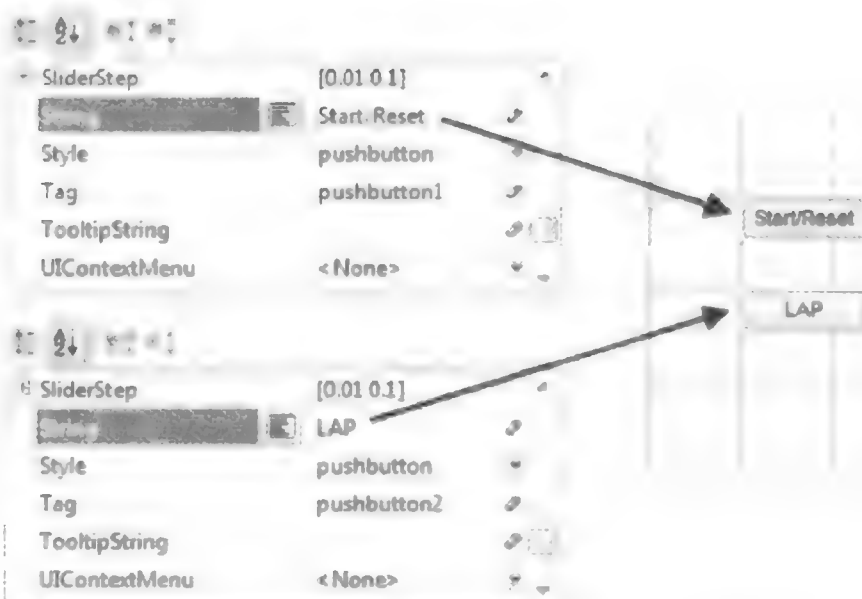 SliderStep [0.01 0.1]
Start/Reset
Style pushbutton
Tag pushbutton1
TooltipString
UIContextMenu <None>
Start/Reset
LAP
SliderStep [0.01 0.1]
LAP
Style pushbutton
Tag pushbutton2
TooltipString
UIContextMenu <None>